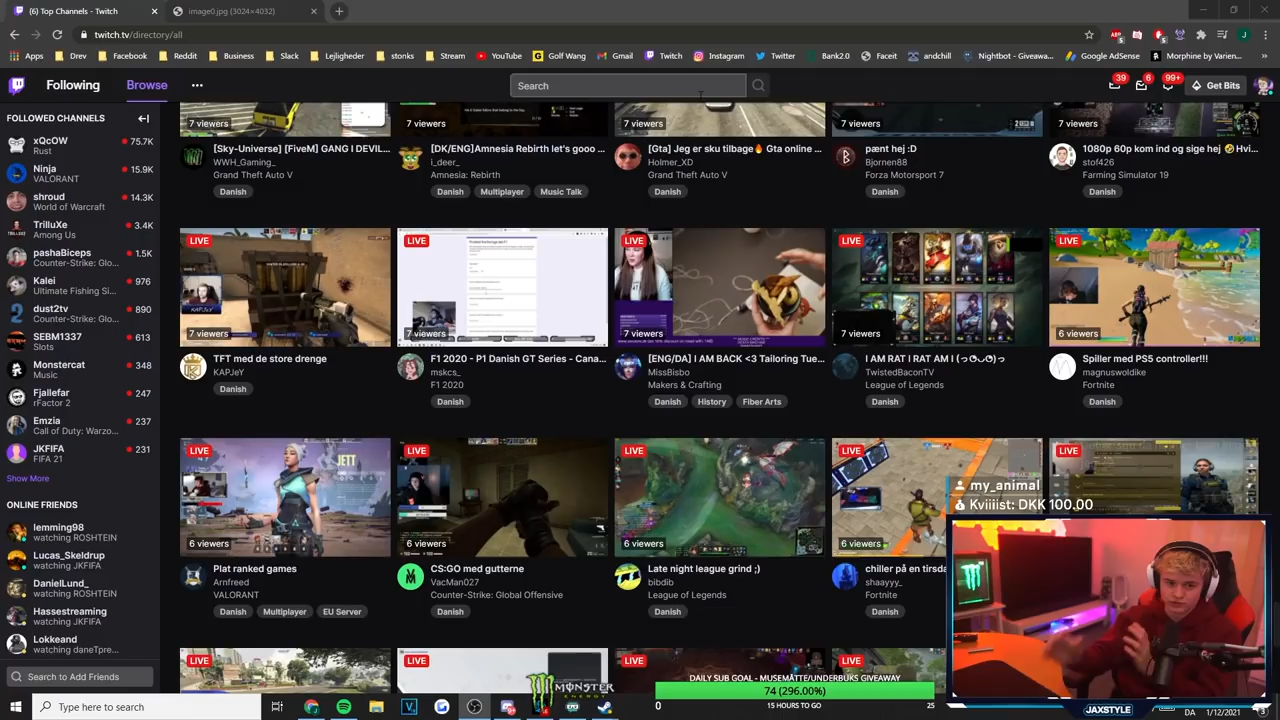 (6) Top Channels - Twitch
image0.jpg (3024×4032)
twitch.tv/directory/all
Apps
Dev
Facebook
Reddit
Business
Slack
Lejligheder
stonks
Stream
YouTube
Golf Wang
Gmail
Twitch
Instagram
Twitter
Bank2.0
Faceit
andchill
Nightbot - Giveawa...
Google AdSense
Morphine by Varien...
Following
Browse
Search
39
6
99+
Get Bits
7 viewers
7 viewers
7 viewers
7 viewers
7 viewers
[Sky-Universe] [FiveM] GANG I DEVIL...
WWH_Gaming_
Grand Theft Auto V
Danish
[DK/ENG]Amnesia Rebirth let's gooo ...
i_deer_
Amnesia: Rebirth
Danish
Multiplayer
Music Talk
[Gta] Jeg er sku tilbage🔥 Gta online ...
Holmer_XD
Grand Theft Auto V
Danish
pænt hej :D
Bjornen88
Forza Motorsport 7
Danish
1080p 60p kom ind og sige hej 🤣 Hvi...
stof426
Farming Simulator 19
Danish
xQcOW
75.7K
Rust
Ninja
15.9K
VALORANT
shroud
14.3K
World of Warcraft
TrilluXe
3.4K
Among Us
1.5K
Counter-Strike: Glo...
Kalaei
976
Ultimate Fishing Si...
Dani2tv
890
Counter-Strike: Glo...
SEBM1337
613
Slots
Monstercat
348
Music
Fjallefar
247
rFactor 2
Emzia
237
Call of Duty: Warzo...
JKFIFA
231
FIFA 21
Show More
ONLINE FRIENDS
lemming98
watching ROSHTEIN
Lucas_Skeldrup
watching JKFIFA
DanielLund_
watching ROSHTEIN
Hassestreaming
watching JKFIFA
Lokkeand
watching daneTpre...
Search to Add Friends
LIVE
7 viewers
TFT med de store drenge
KAPJeY
Danish
LIVE
7 viewers
F1 2020 - P1 Danish GT Series - Cana...
mskcs_
F1 2020
Danish
LIVE
7 viewers
[ENG/DA] I AM BACK <3 Tailoring Tue...
MissBisbo
Makers & Crafting
Danish
History
Fiber Arts
LIVE
7 viewers
I AM RAT I RAT AM I (っ◔◡◔)っ
TwistedBaconTV
League of Legends
Danish
LIVE
6 viewers
Spiller med PS5 controller!!!
magnuswoldike
Fortnite
Danish
LIVE
JETT
6 viewers
Plat ranked games
Arnfreed
VALORANT
Danish
Multiplayer
EU Server
LIVE
6 viewers
CS:GO med gutterne
VacMan027
Counter-Strike: Global Offensive
Danish
LIVE
6 viewers
Late night league grind ;)
bibdib
League of Legends
Danish
LIVE
6 viewers
chiller på en tirsda
shaayyy_
Fortnite
Danish
LIVE
my_animal
Kviiiist: DKK 100.00
LIVE
LIVE
LIVE
LIVE
MONSTER
ENERGY
DAILY SUB GOAL - MUSEMÅTTE/UNDERBUKS GIVEAWAY
74 (296.00%)
0
15 HOURS TO GO
25
JAXSTYLE
DA
1/12/2021